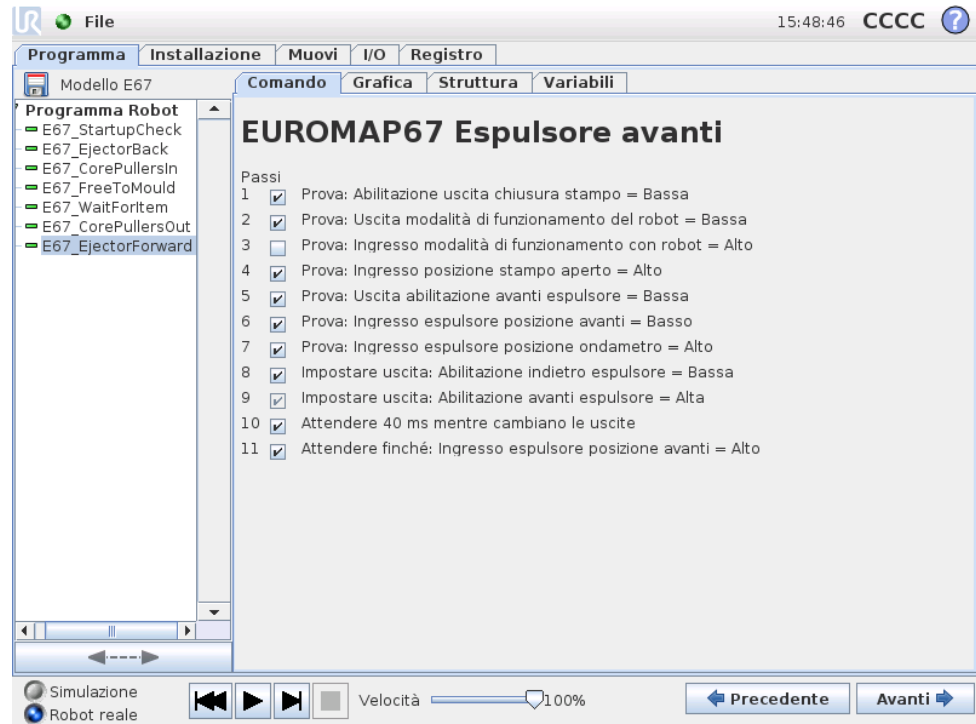 UR File 15:48:46 CCCC ?
Programma Installazione Muovi I/O Registro
Modello E67
Comando Grafica Struttura Variabili
Programma Robot
E67_StartupCheck
E67_EjectorBack
E67_CorePullersIn
E67_FreeToMould
E67_WaitForItem
E67_CorePullersOut
E67_EjectorForward
EUROMAP67 Espulsore avanti
Passi
1 Prova: Abilitazione uscita chiusura stampo = Bassa
2 Prova: Uscita modalità di funzionamento del robot = Bassa
3 Prova: Ingresso modalità di funzionamento con robot = Alto
4 Prova: Ingresso posizione stampo aperto = Alto
5 Prova: Uscita abilitazione avanti espulsore = Bassa
6 Prova: Ingresso espulsore posizione avanti = Basso
7 Prova: Ingresso espulsore posizione ondametro = Alto
8 Impostare uscita: Abilitazione indietro espulsore = Bassa
9 Impostare uscita: Abilitazione avanti espulsore = Alta
10 Attendere 40 ms mentre cambiano le uscite
11 Attendere finché: Ingresso espulsore posizione avanti = Alto
Simulazione
Robot reale
Velocità 100%
Precedente Avanti